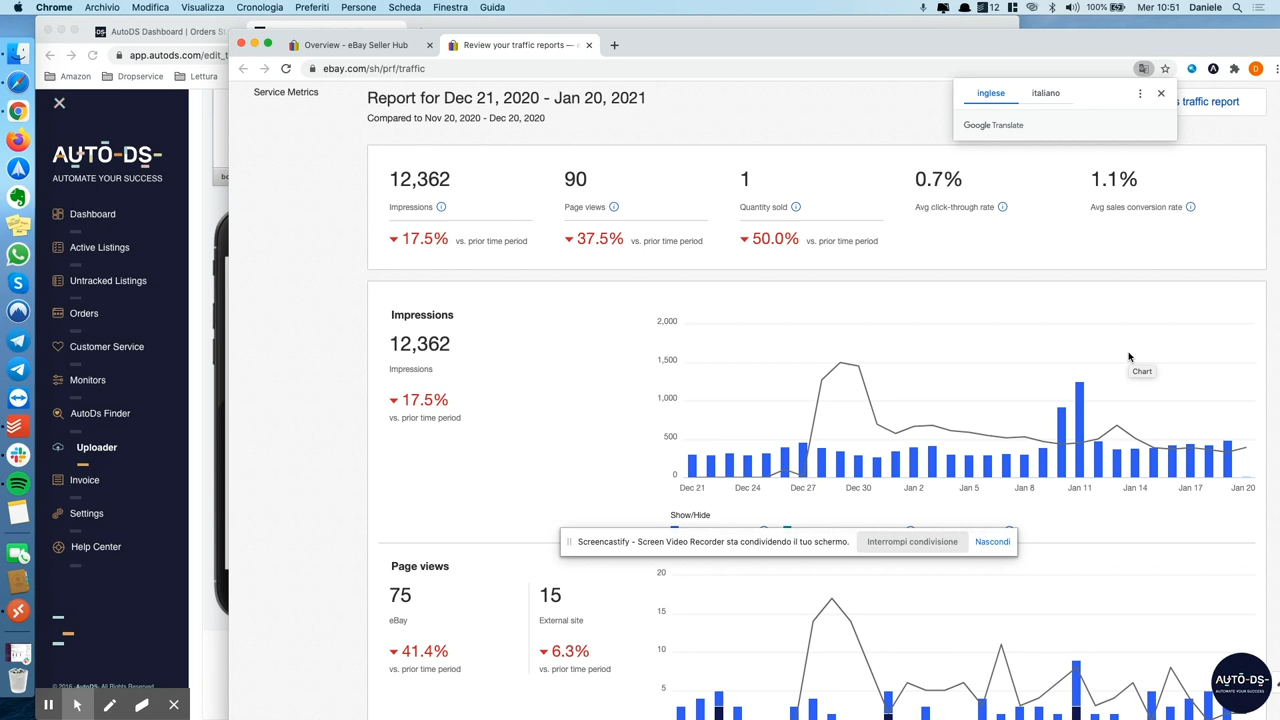 Chrome Archivio Modifica Visualizza Cronologia Preferiti Persone Scheda Finestra Guida 100% Mer 10:51 Daniele
AutoDS Dashboard | Orders
Overview - eBay Seller Hub
Review your traffic reports —
app.autods.com/edit_
ebay.com/sh/prf/traffic
Amazon Dropservice Lettura
AUTO-DS-
AUTOMATE YOUR SUCCESS
Dashboard
Active Listings
Untracked Listings
Orders
Customer Service
Monitors
AutoDs Finder
Uploader
Invoice
Settings
Help Center
© 2016 AutoDS. All Rights Reserved
Service Metrics
Report for Dec 21, 2020 - Jan 20, 2021
Compared to Nov 20, 2020 - Dec 20, 2020
inglese italiano
Google Translate
traffic report
12,362
Impressions
17.5% vs. prior time period
90
Page views
37.5% vs. prior time period
1
Quantity sold
50.0% vs. prior time period
0.7%
Avg click-through rate
1.1%
Avg sales conversion rate
Impressions
12,362
Impressions
17.5%
vs. prior time period
2,000
1,500
1,000
500
0
Dec 21 Dec 24 Dec 27 Dec 30 Jan 2 Jan 5 Jan 8 Jan 11 Jan 14 Jan 17 Jan 20
Chart
Show/Hide
Screencastify - Screen Video Recorder sta condividendo il tuo schermo. Interrompi condivisione Nascondi
Page views
75
eBay
41.4%
vs. prior time period
15
External site
6.3%
vs. prior time period
20
15
10
5
AUTO-DS-
AUTOMATE YOUR SUCCESS